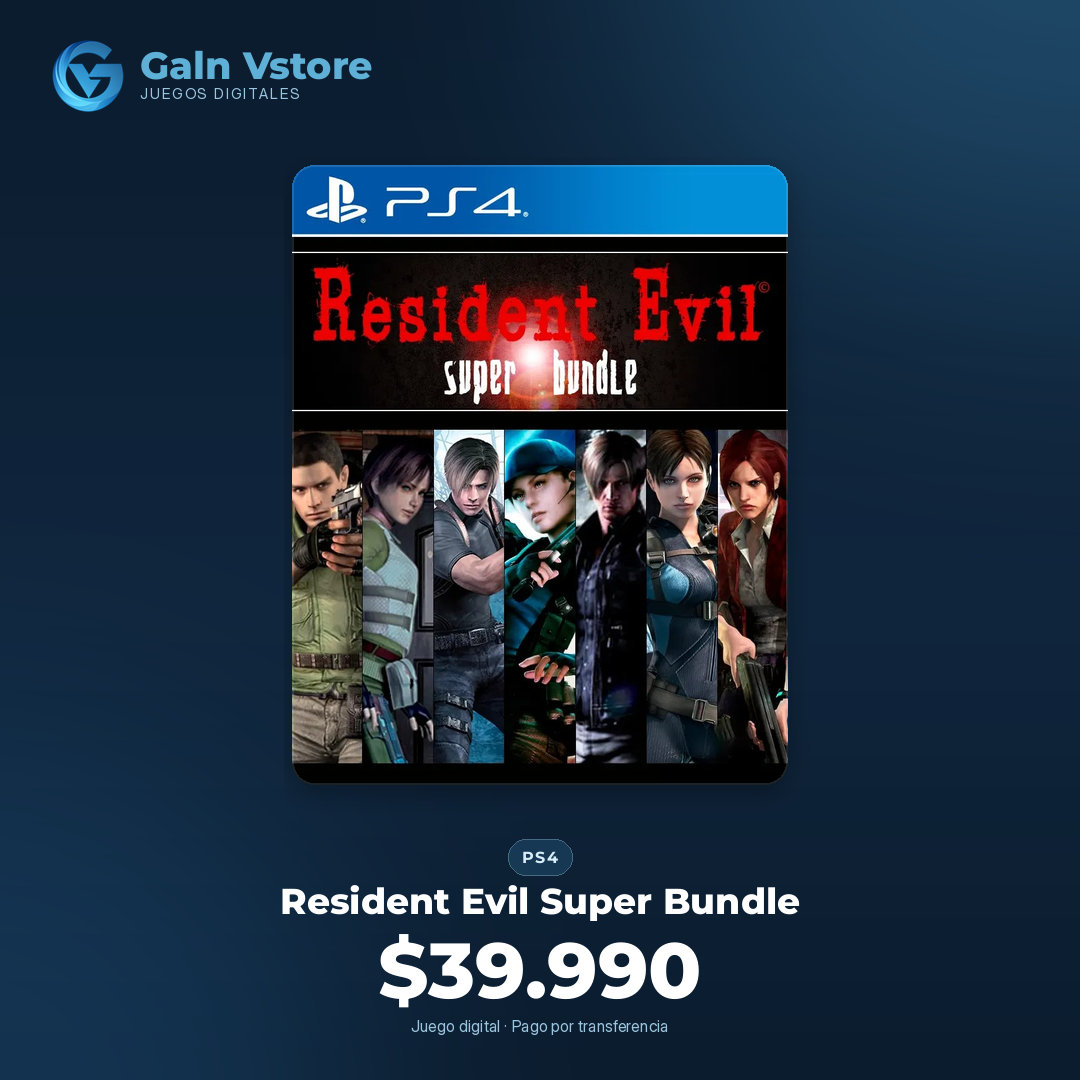 GaIn Vstore
JUEGOS DIGITALES
PS4
Resident Evil©
super bundle
PS4
Resident Evil Super Bundle
$39.990
Juego digital · Pago por transferencia